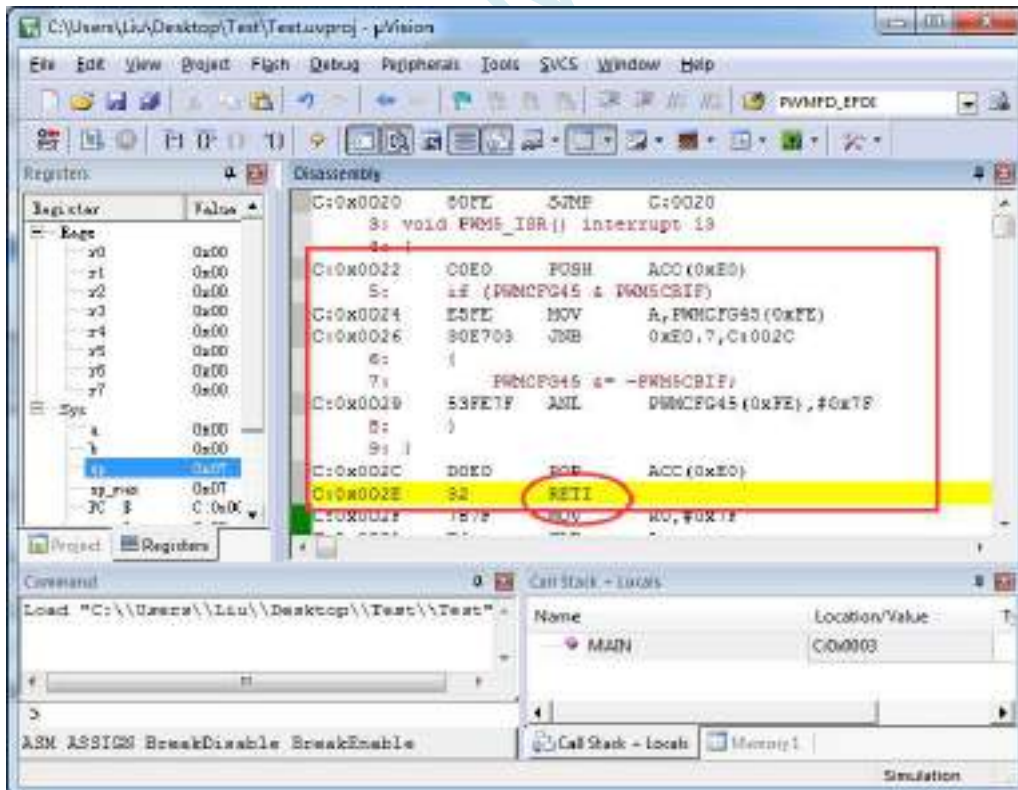 C:\Users\Liu\Desktop\Test\Test.uvproj - µVision
File Edit View Project Flash Debug Peripherals Tools SVCS Window Help
PWMFD_EFDI
Registers
Register Value
Regs
r0 0x00
r1 0x00
r2 0x00
r3 0x00
r4 0x00
r5 0x00
r6 0x00
r7 0x00
Sys
a 0x00
b 0x00
sp 0x07
sp_max 0x07
PC $
Project Registers
Disassembly
C:0x0020 80FE SJMP C:0020
3: void PWM5_ISR() interrupt 13
4: {
C:0x0022 C0E0 PUSH ACC(0xE0)
5: if (PWMCFG45 & PWM5CBIF)
C:0x0024 E5FE MOV A,PWMCFG45(0xFE)
C:0x0026 30E703 JNB 0xE0.7,C:002C
6: {
7: PWMCFG45 &= ~PWM5CBIF;
C:0x0029 53FE7F ANL PWMCFG45(0xFE),#0x7F
8: }
9: }
C:0x002C D0E0 POP ACC(0xE0)
C:0x002E 32 RETI
C:0x002F 787F MOV R0,#0x7F
Command
Load "C:\\Users\\Liu\\Desktop\\Test\\Test"
>
ASM ASSIGN BreakDisable BreakEnable
Call Stack + Locals
Name Location/Value
MAIN C:0x0003
Call Stack + Locals Memory 1
Simulation